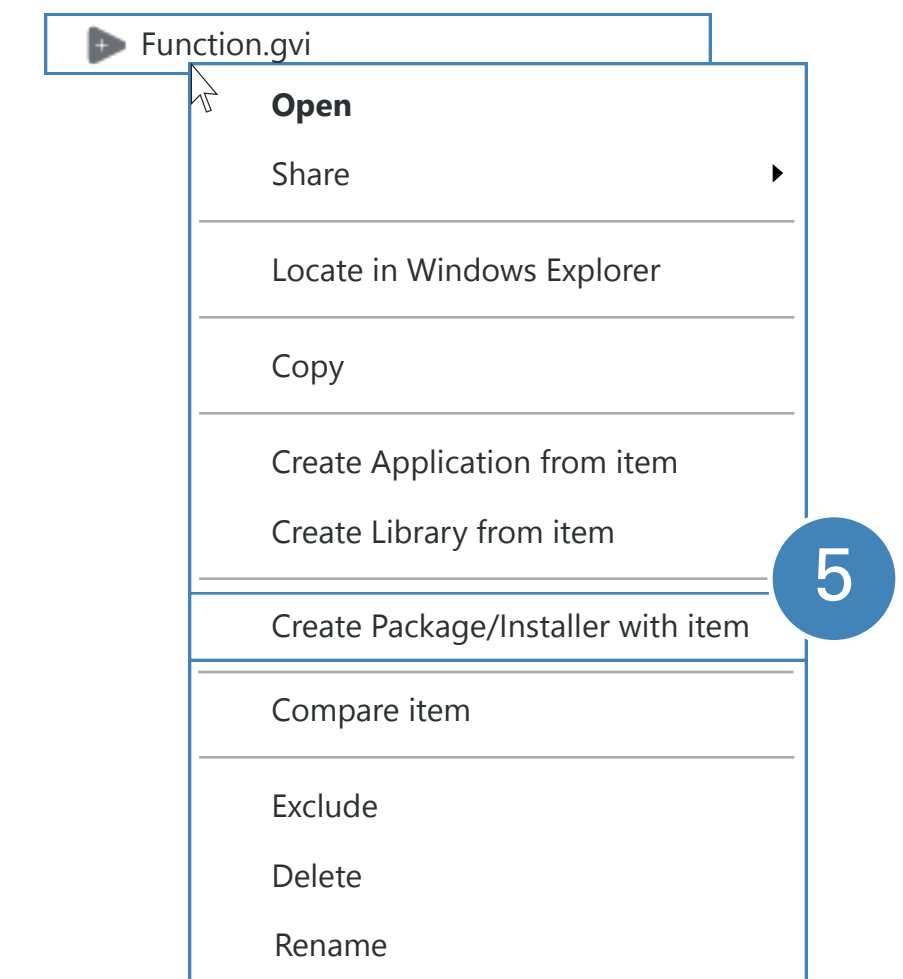 Function.gvi
Open
Share
Locate in Windows Explorer
Copy
Create Application from item
Create Library from item
5
Create Package/Installer with item
Compare item
Exclude
Delete
Rename